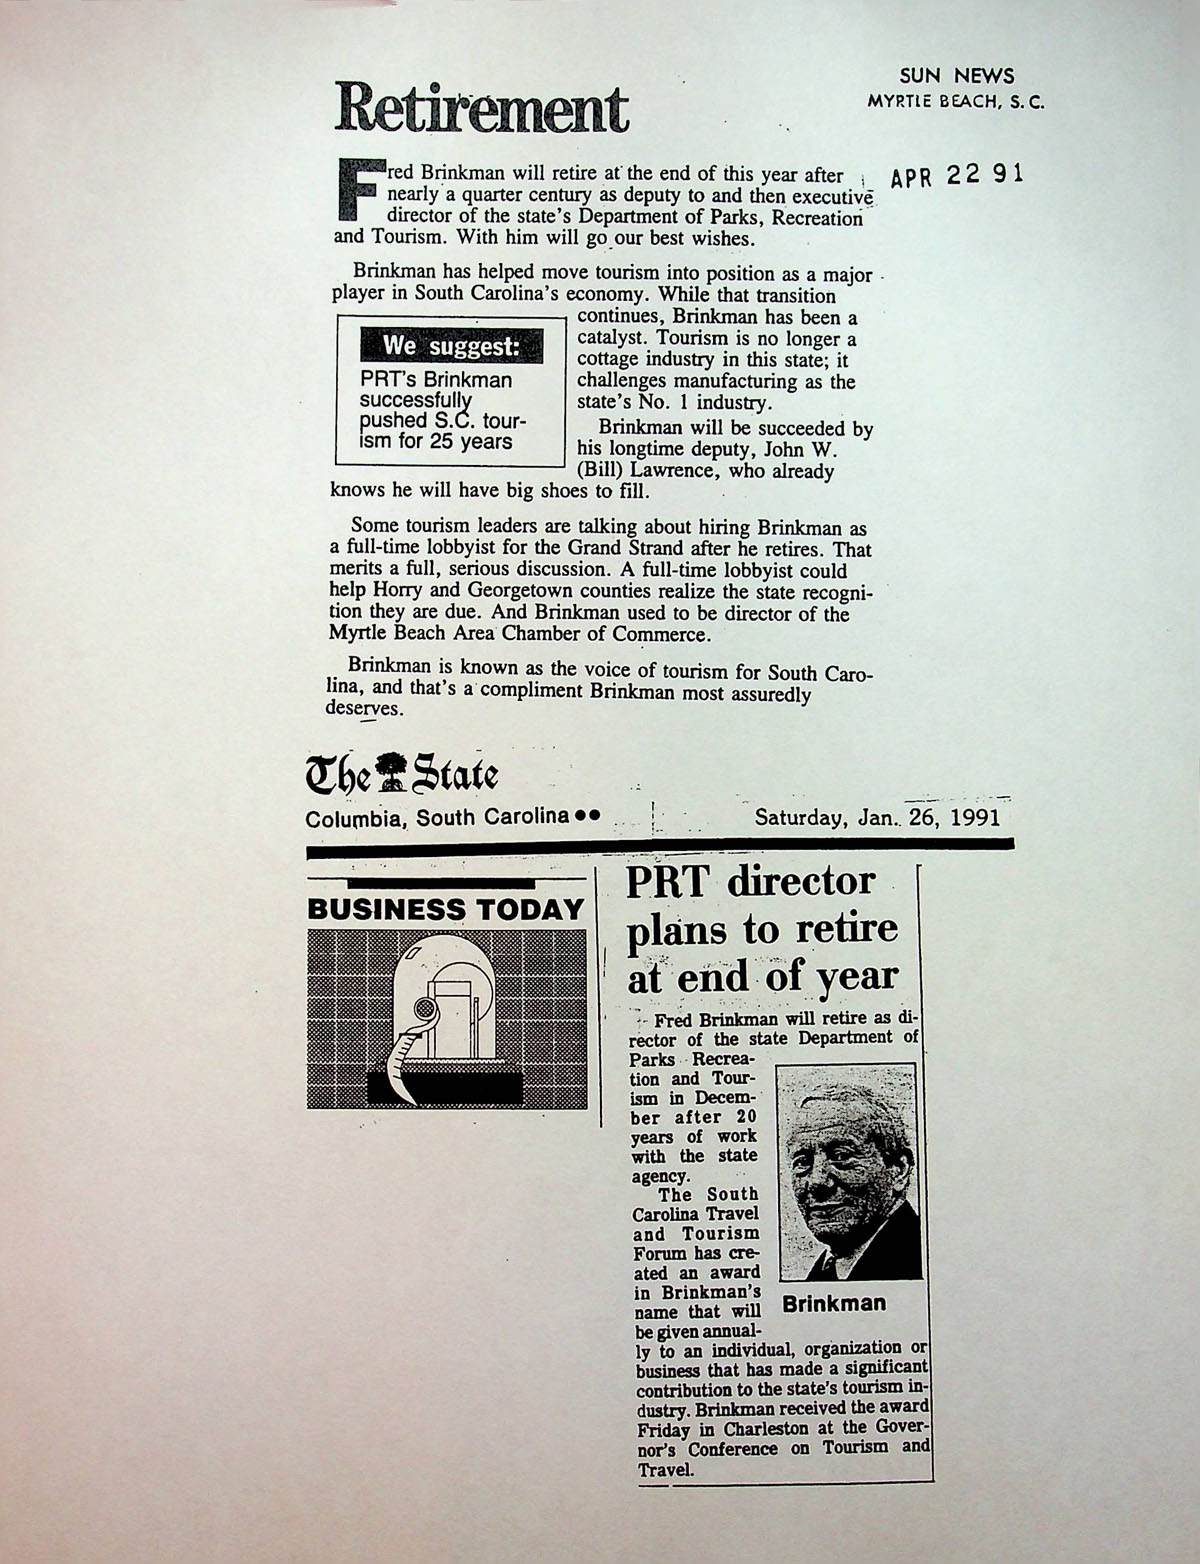 SUN NEWS
MYRTLE BEACH, S.C.
APR 22 91
Retirement
Fred Brinkman will retire at the end of this year after
nearly a quarter century as deputy to and then executive
director of the state's Department of Parks, Recreation
and Tourism. With him will go our best wishes.
Brinkman has helped move tourism into position as a major
player in South Carolina's economy. While that transition
continues, Brinkman has been a
catalyst. Tourism is no longer a
cottage industry in this state; it
challenges manufacturing as the
state's No. 1 industry.
We suggest:
PRT's Brinkman
successfully
pushed S.C. tour-
ism for 25 years
Brinkman will be succeeded by
his longtime deputy, John W.
(Bill) Lawrence, who already
knows he will have big shoes to fill.
Some tourism leaders are talking about hiring Brinkman as
a full-time lobbyist for the Grand Strand after he retires. That
merits a full, serious discussion. A full-time lobbyist could
help Horry and Georgetown counties realize the state recogni-
tion they are due. And Brinkman used to be director of the
Myrtle Beach Area Chamber of Commerce.
Brinkman is known as the voice of tourism for South Caro-
lina, and that's a compliment Brinkman most assuredly
deserves.
The State
Columbia, South Carolina ●●
Saturday, Jan. 26, 1991
BUSINESS TODAY
PRT director
plans to retire
at end of year
Fred Brinkman will retire as di-
rector of the state Department of
Parks Recrea-
tion and Tour-
ism in Decem-
ber after 20
years of work
with the state
agency.
The South
Carolina Travel
and Tourism
Forum has cre-
ated an award
in Brinkman's
name that will
be given annual-
ly to an individual, organization or
business that has made a significant
contribution to the state's tourism in-
dustry. Brinkman received the award
Friday in Charleston at the Gover-
nor's Conference on Tourism and
Travel.
Brinkman